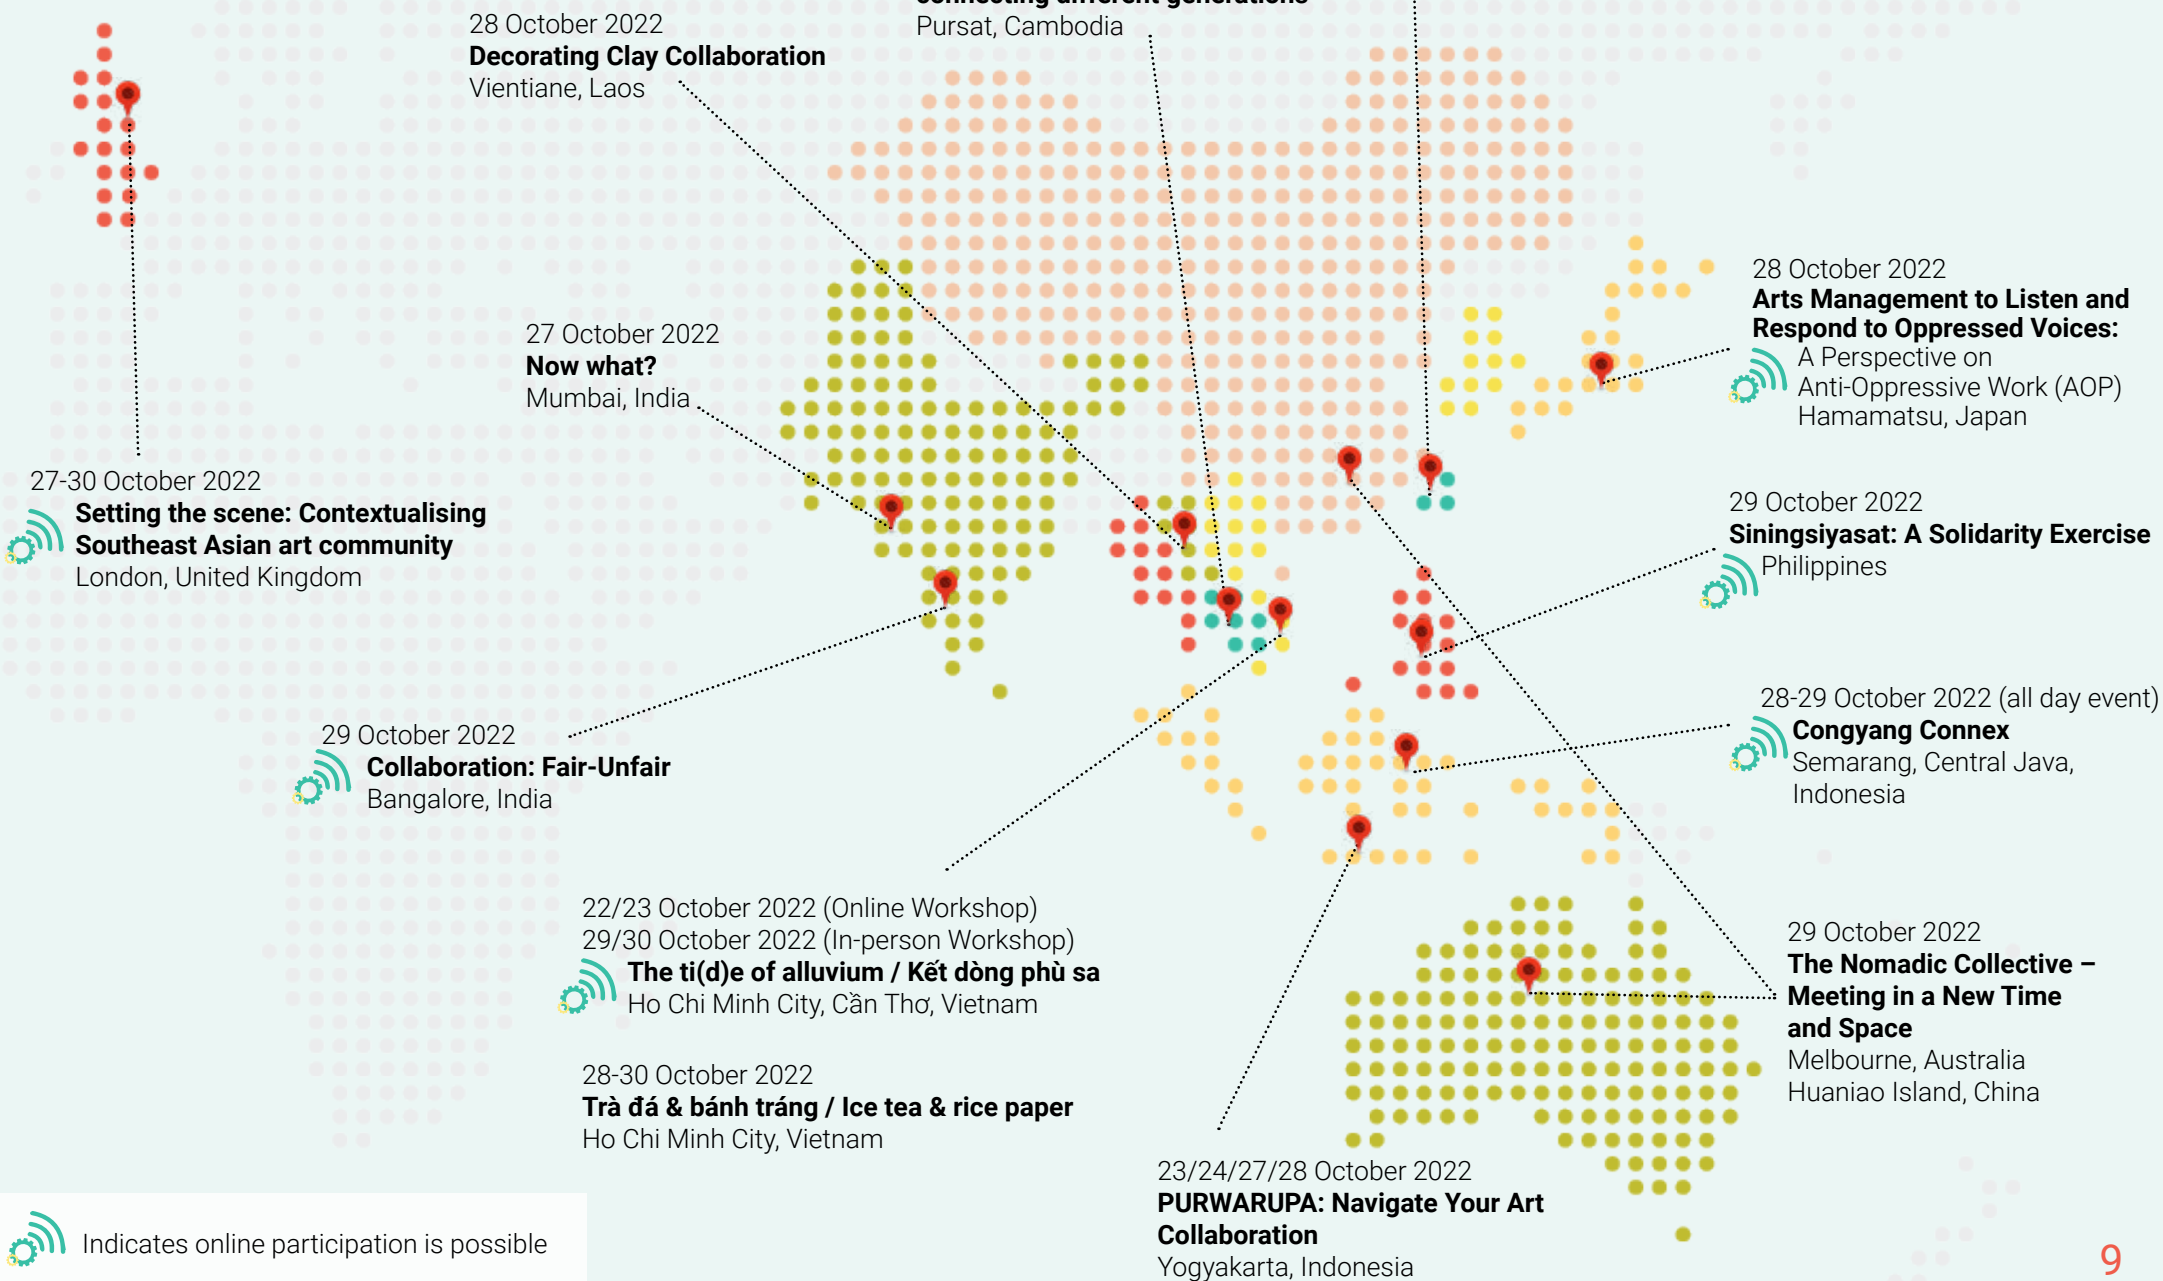 connecting different generations
Pursat, Cambodia
28 October 2022
Decorating Clay Collaboration
Vientiane, Laos
28 October 2022
Arts Management to Listen and
Respond to Oppressed Voices:
A Perspective on
Anti-Oppressive Work (AOP)
Hamamatsu, Japan
27 October 2022
Now what?
Mumbai, India
27-30 October 2022
Setting the scene: Contextualising
Southeast Asian art community
London, United Kingdom
29 October 2022
Siningsiyasat: A Solidarity Exercise
Philippines
28-29 October 2022 (all day event)
Congyang Connex
Semarang, Central Java,
Indonesia
29 October 2022
Collaboration: Fair-Unfair
Bangalore, India
22/23 October 2022 (Online Workshop)
29/30 October 2022 (In-person Workshop)
The ti(d)e of alluvium / Kết dòng phù sa
Ho Chi Minh City, Cần Thơ, Vietnam
29 October 2022
The Nomadic Collective –
Meeting in a New Time
and Space
Melbourne, Australia
Huaniao Island, China
28-30 October 2022
Trà đá & bánh tráng / Ice tea & rice paper
Ho Chi Minh City, Vietnam
23/24/27/28 October 2022
PURWARUPA: Navigate Your Art
Collaboration
Yogyakarta, Indonesia
Indicates online participation is possible
9